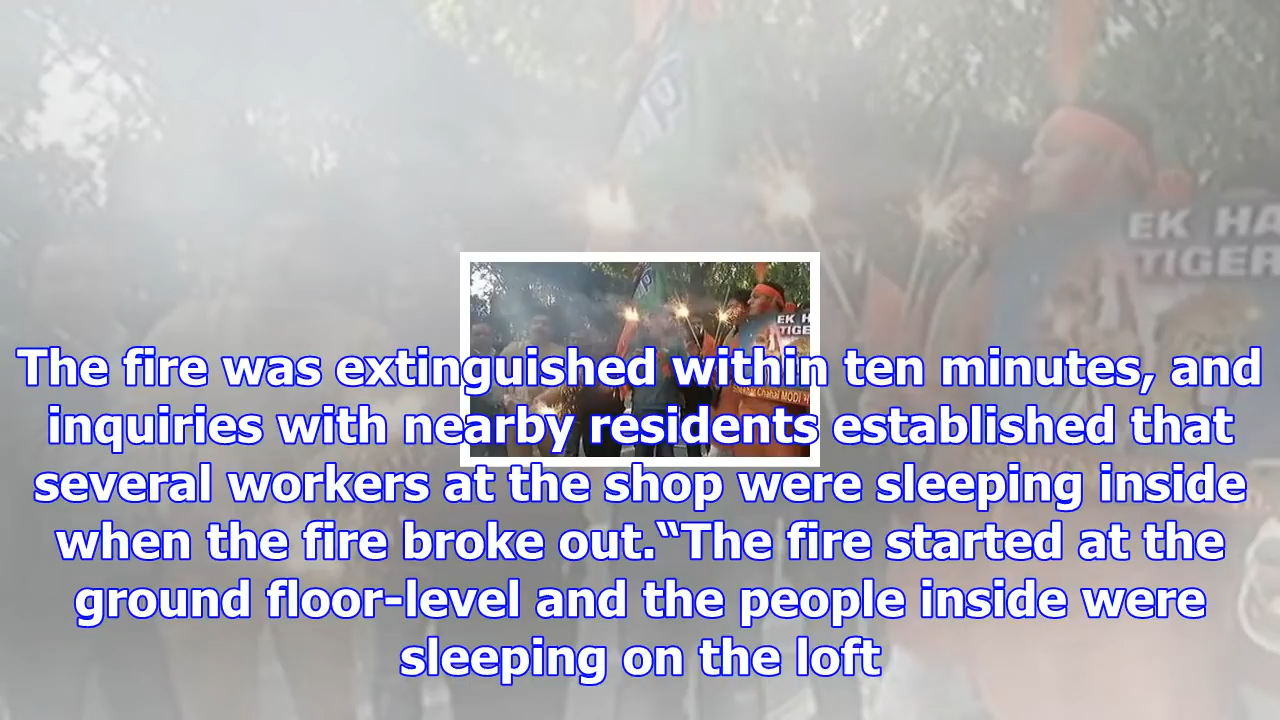 EK HA
TIGER
EK H
TIGE
Chahal MODI
The fire was extinguished within ten minutes, and
inquiries with nearby residents established that
several workers at the shop were sleeping inside
when the fire broke out.“The fire started at the
ground floor-level and the people inside were
sleeping on the loft